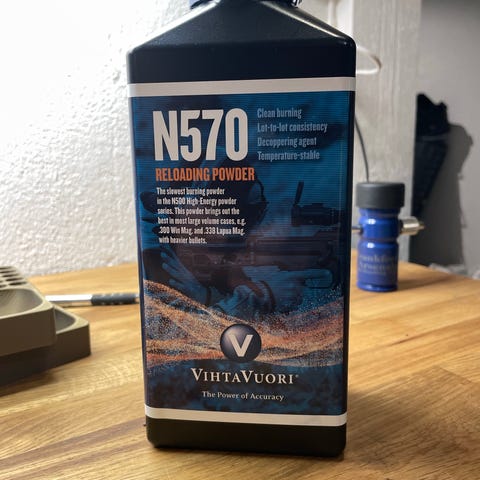 N570
RELOADING POWDER
Clean burning
Lot-to-lot consistency
Decoppering agent
Temperature-stable
The slowest burning powder
in the N500 High-Energy powder
series. This powder brings out the
best in most large volume cases, e.g.
.300 Win Mag. and .338 Lapua Mag.
with heavier bullets.
V
VIHTAVUORI®
The Power of Accuracy
Frankford
Arsenal